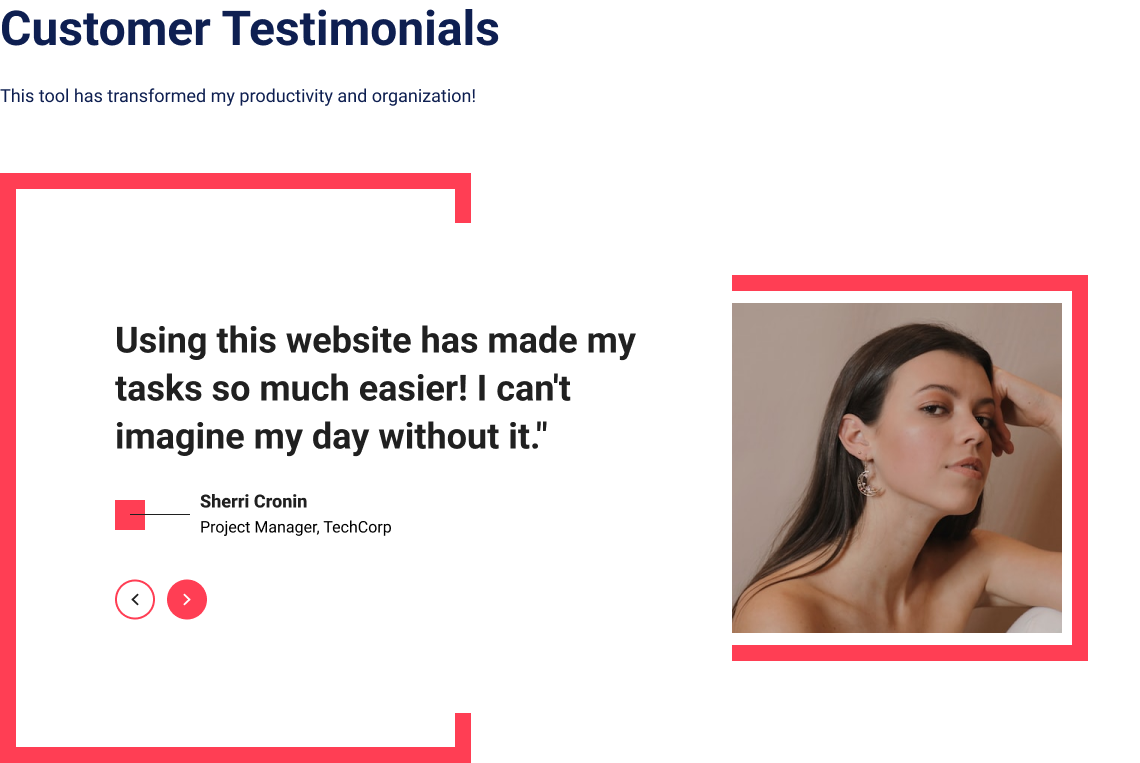 Customer Testimonials
This tool has transformed my productivity and organization!
Using this website has made my
tasks so much easier! I can't
imagine my day without it."
Sherri Cronin
Project Manager, TechCorp